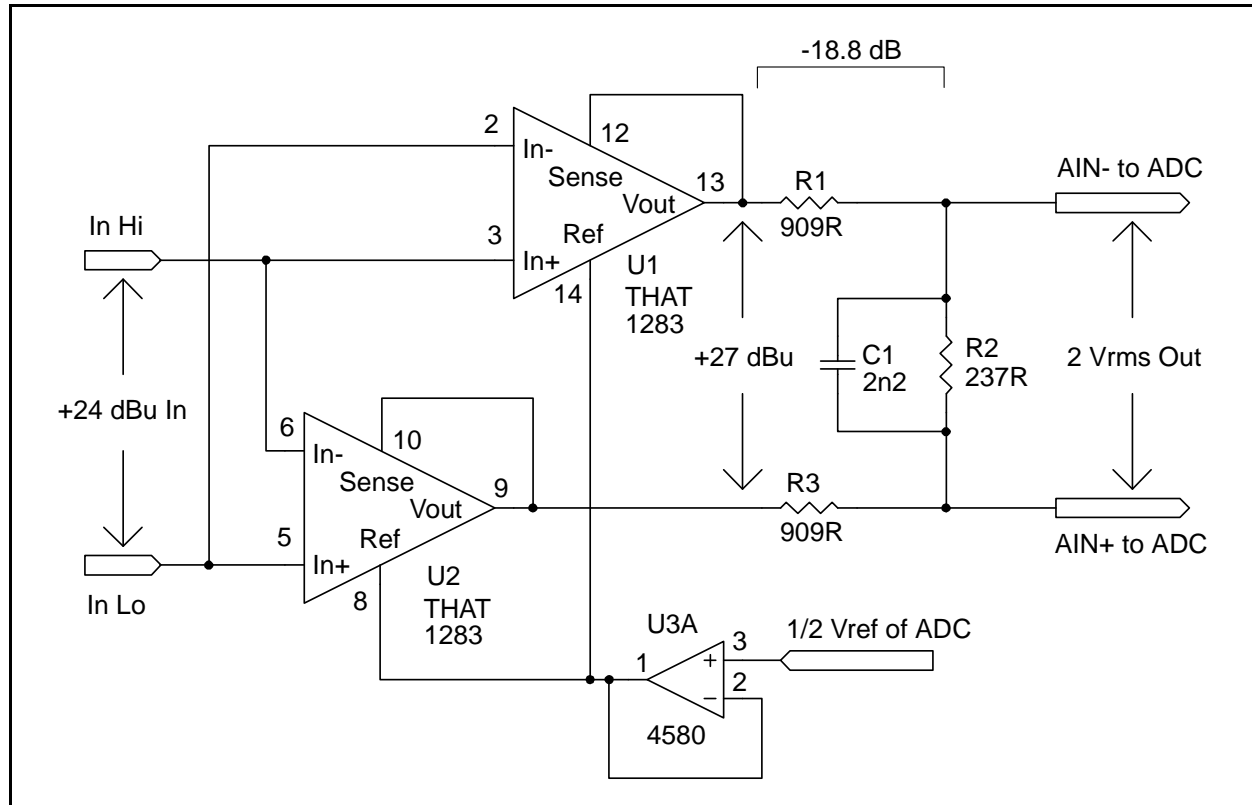 -18.8 dB
2
12
In-
Sense
13
R1
AIN- to ADC
Vout
In Hi
909R
3
Ref
In+
U1
14
THAT
1283
+27 dBu
C1
2n2
R2
237R
2 Vrms Out
+24 dBu In
6
10
In-
Sense
9
R3
Vout
5
Ref
909R
AIN+ to ADC
In+
In Lo
8
U2
THAT
1283
U3A
1/2 Vref of ADC
1
3
+
2
−
4580